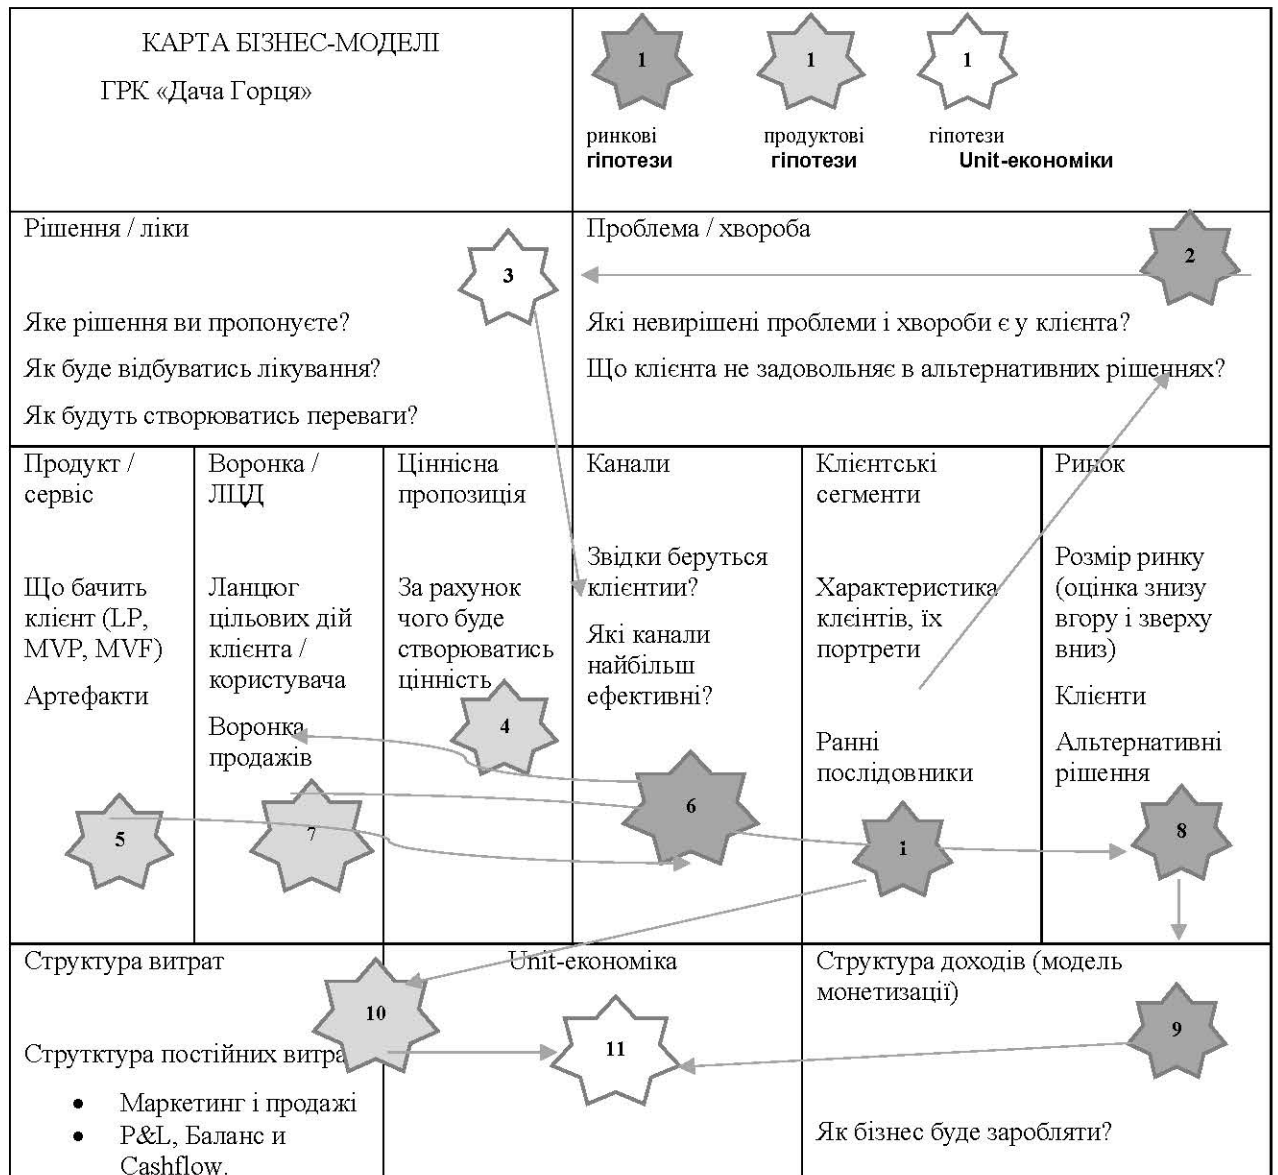 КАРТА БІЗНЕС-МОДЕЛІ
ГРК «Дача Горця»
1
1
1
ринкові
гіпотези
продуктові
гіпотези
гіпотези
Unit-економіки
Рішення / ліки
3
Яке рішення ви пропонуєте?
Як буде відбуватись лікування?
Як будуть створюватись переваги?
Проблема / хвороба
2
Які невирішені проблеми і хвороби є у клієнта?
Що клієнта не задовольняє в альтернативних рішеннях?
Продукт /
сервіс
Що бачить
клієнт (LP,
MVP, MVF)
Артефакти
5
Воронка /
ЛЦД
Ланцюг
цільових дій
клієнта /
користувача
Воронка
продажів
7
Ціннісна
пропозиція
За рахунок
чого буде
створюватись
цінність
4
Канали
Звідки беруться
клієнтии?
Які канали
найбільш
ефективні?
6
Клієнтські
сегменти
Характеристика
клєінтів, їх
портрети
Ранні
послідовники
1
Ринок
Розмір ринку
(оцінка знизу
вгору і зверху
вниз)
Клієнти
Альтернативні
рішення
8
Структура витрат
10
Струтктура постійних витрат
• Маркетинг і продажі
• P&L, Баланс и
Cashflow.
Unit-економіка
11
Структура доходів (модель
монетизації)
9
Як бізнес буде заробляти?